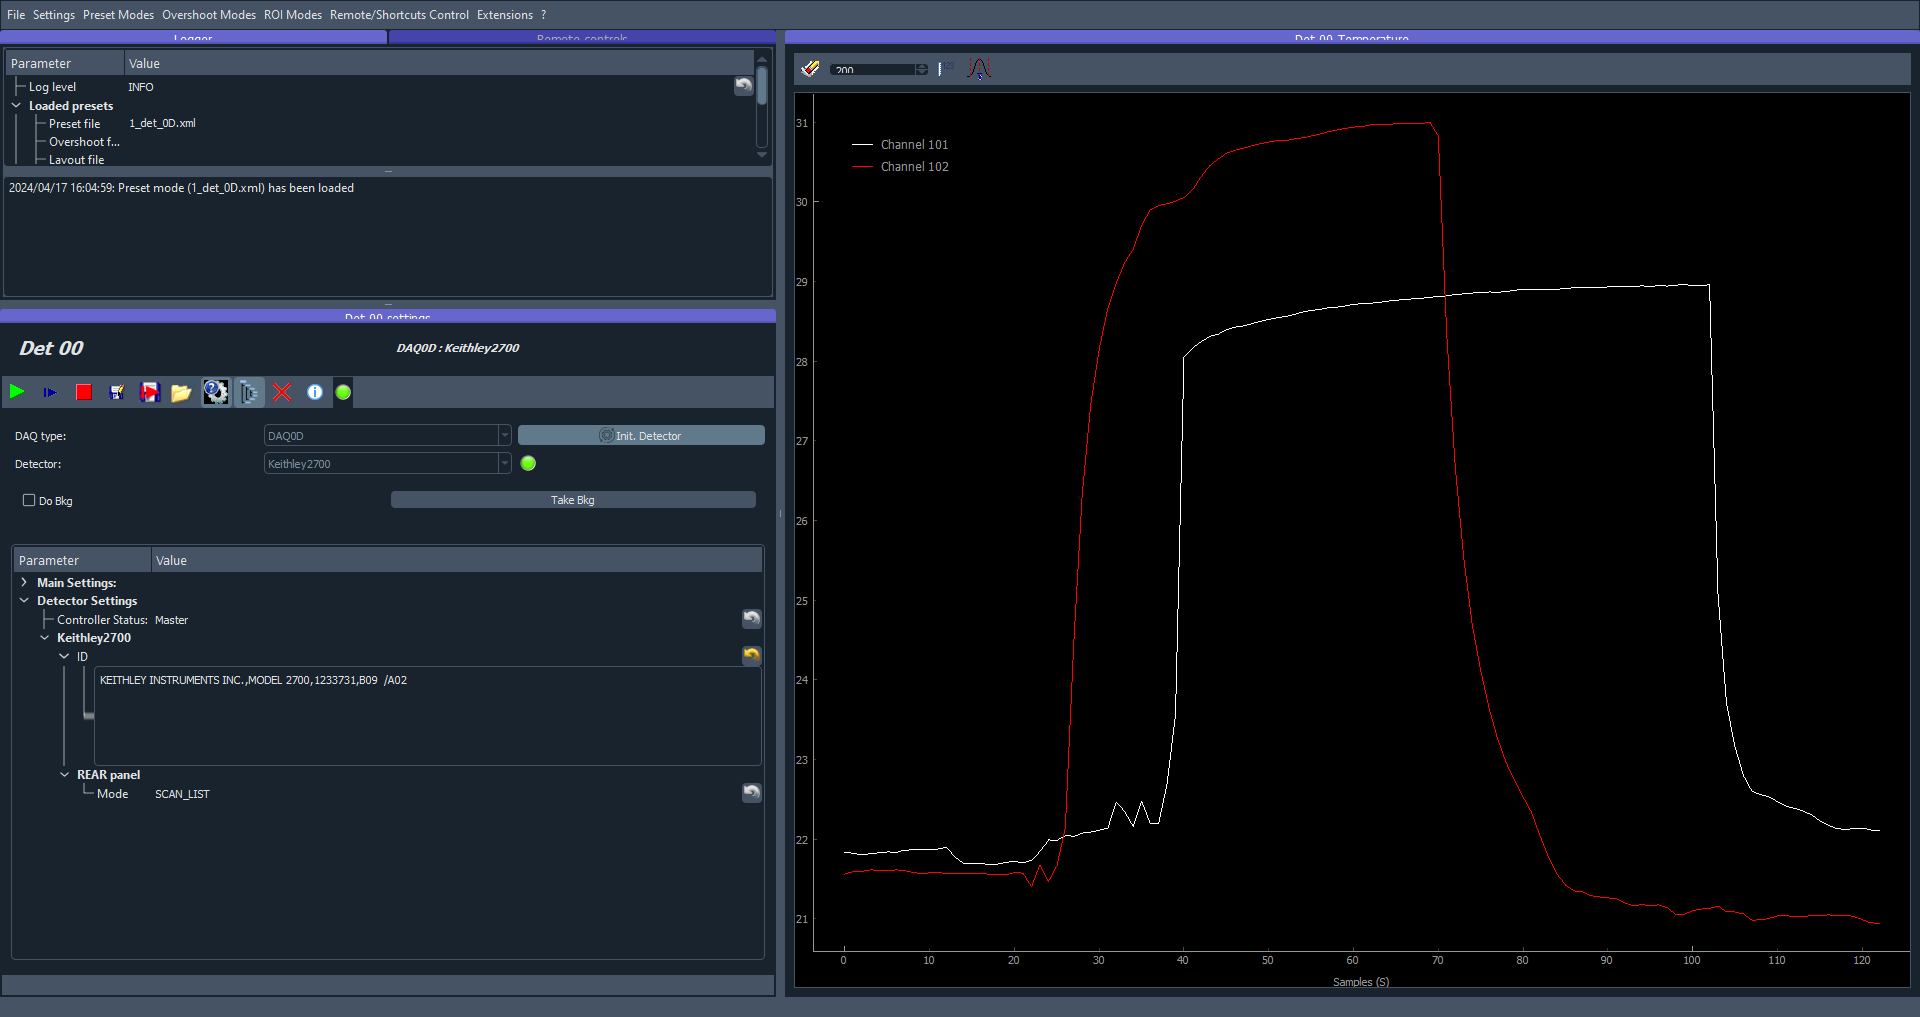 File Settings Preset Modes Overshoot Modes ROI Modes Remote/Shortcuts Control Extensions ?
Logger
Remote controls
Parameter Value
Log level INFO
Loaded presets
Preset file 1_det_0D.xml
Overshoot f...
Layout file
2024/04/17 16:04:59: Preset mode (1_det_0D.xml) has been loaded
Det 00 settings
Det 00 DAQ0D : Keithley2700
DAQ type: DAQ0D Init. Detector
Detector: Keithley2700
Do Bkg Take Bkg
Parameter Value
Main Settings:
Detector Settings
Controller Status: Master
Keithley2700
ID
KEITHLEY INSTRUMENTS INC.,MODEL 2700,1233731,B09 /A02
REAR panel
Mode SCAN_LIST
Det 00 Temperature
200
Channel 101
Channel 102
31
30
29
28
27
26
25
24
23
22
21
0 10 20 30 40 50 60 70 80 90 100 110 120
Samples (S)